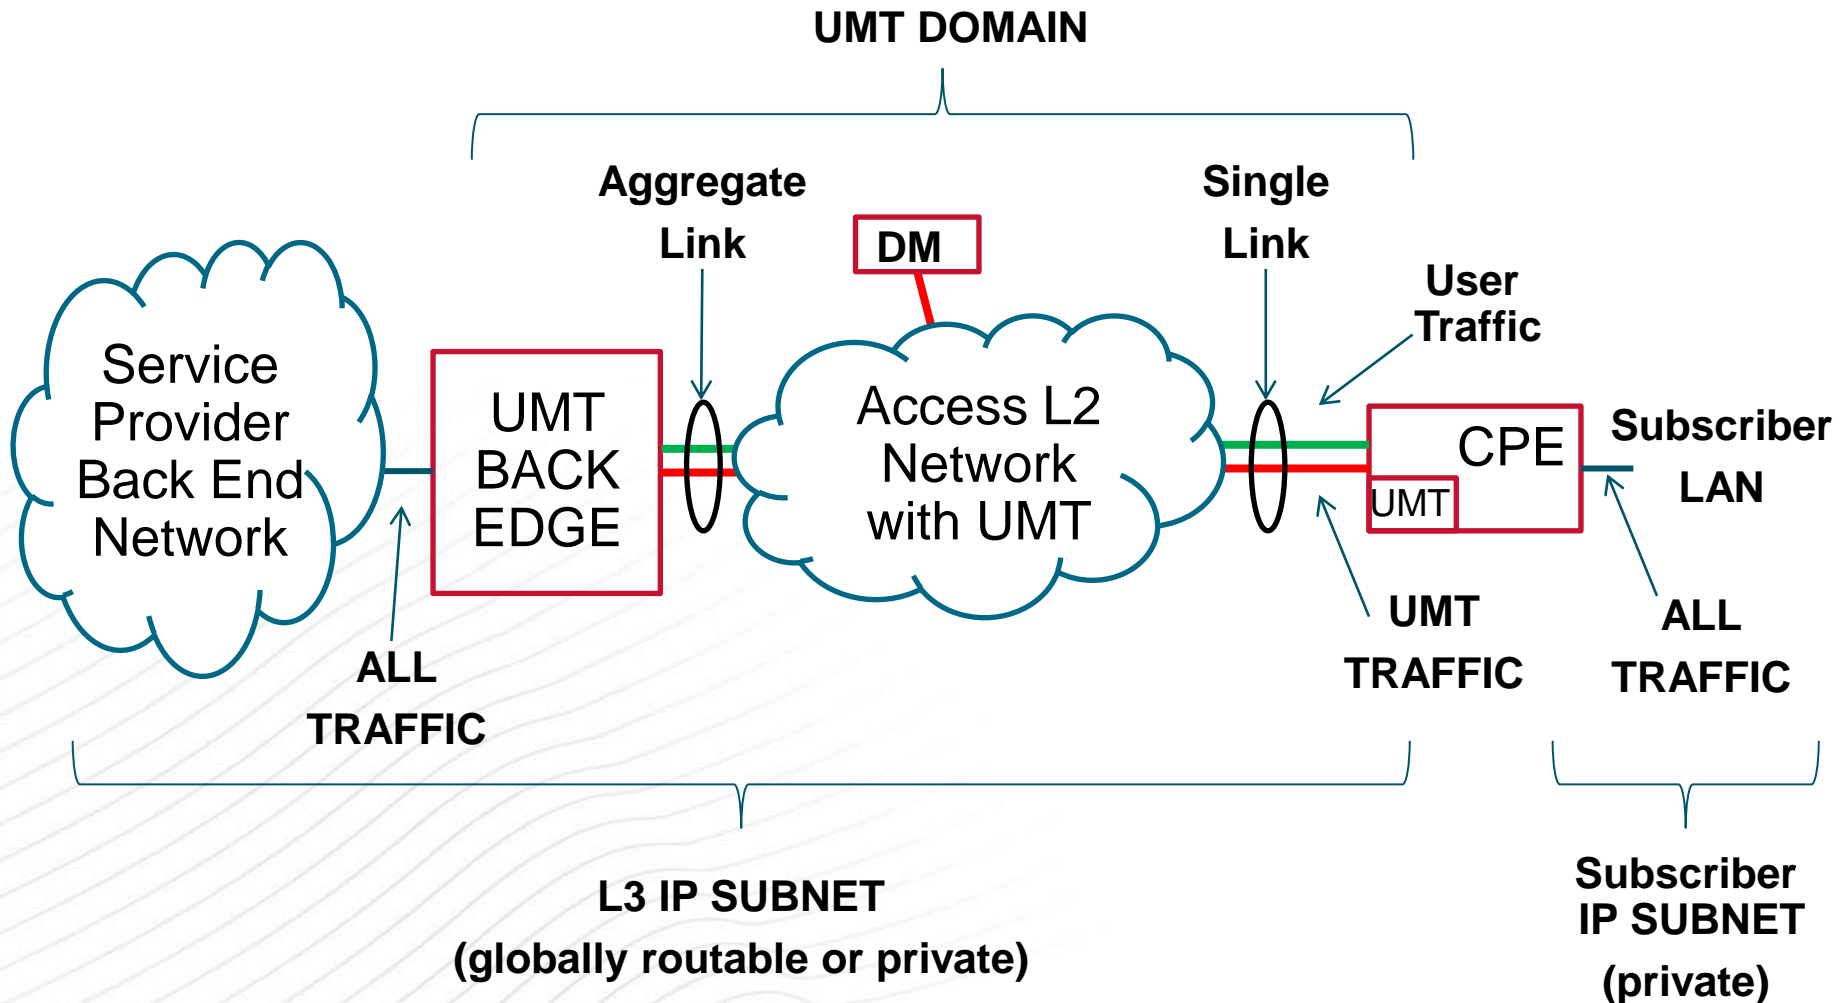 UMT DOMAIN
Aggregate
Link
Single
Link
DM
User
Traffic
Service
Provider
Back End
Network
UMT
BACK
EDGE
Access L2
Network
with UMT
CPE
UMT
Subscriber
LAN
ALL
TRAFFIC
UMT
TRAFFIC
ALL
TRAFFIC
L3 IP SUBNET
(globally routable or private)
Subscriber
IP SUBNET
(private)